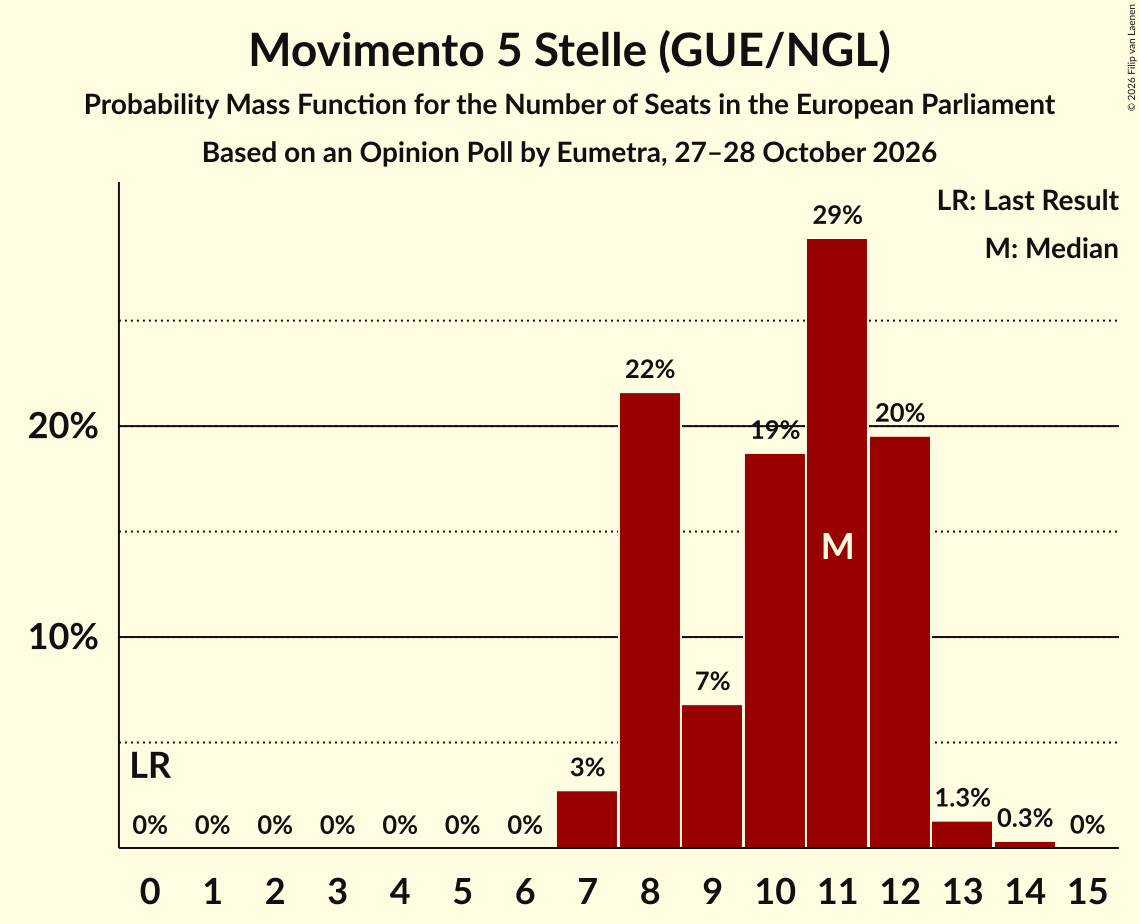 Movimento 5 Stelle (GUE/NGL)
Probability Mass Function for the Number of Seats in the European Parliament
Based on an Opinion Poll by Eumetra, 27–28 October 2026
© 2026 Filip van Laenen
LR: Last Result
M: Median
29%
22%
20%
20%
19%
M
10%
7%
LR
3%
1.3%
0.3%
0% 0% 0% 0% 0% 0% 0% 0%
0 1 2 3 4 5 6 7 8 9 10 11 12 13 14 15